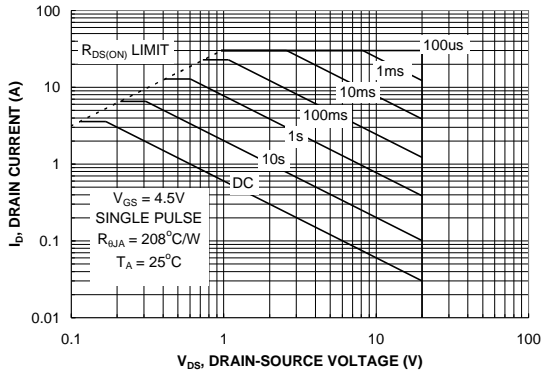 100
10
1
0.1
0.01
I_D, DRAIN CURRENT (A)
R_DS(ON) LIMIT
100us
1ms
10ms
100ms
1s
10s
DC
V_GS = 4.5V
SINGLE PULSE
R_θJA = 208°C/W
T_A = 25°C
0.1
1
10
100
V_DS, DRAIN-SOURCE VOLTAGE (V)